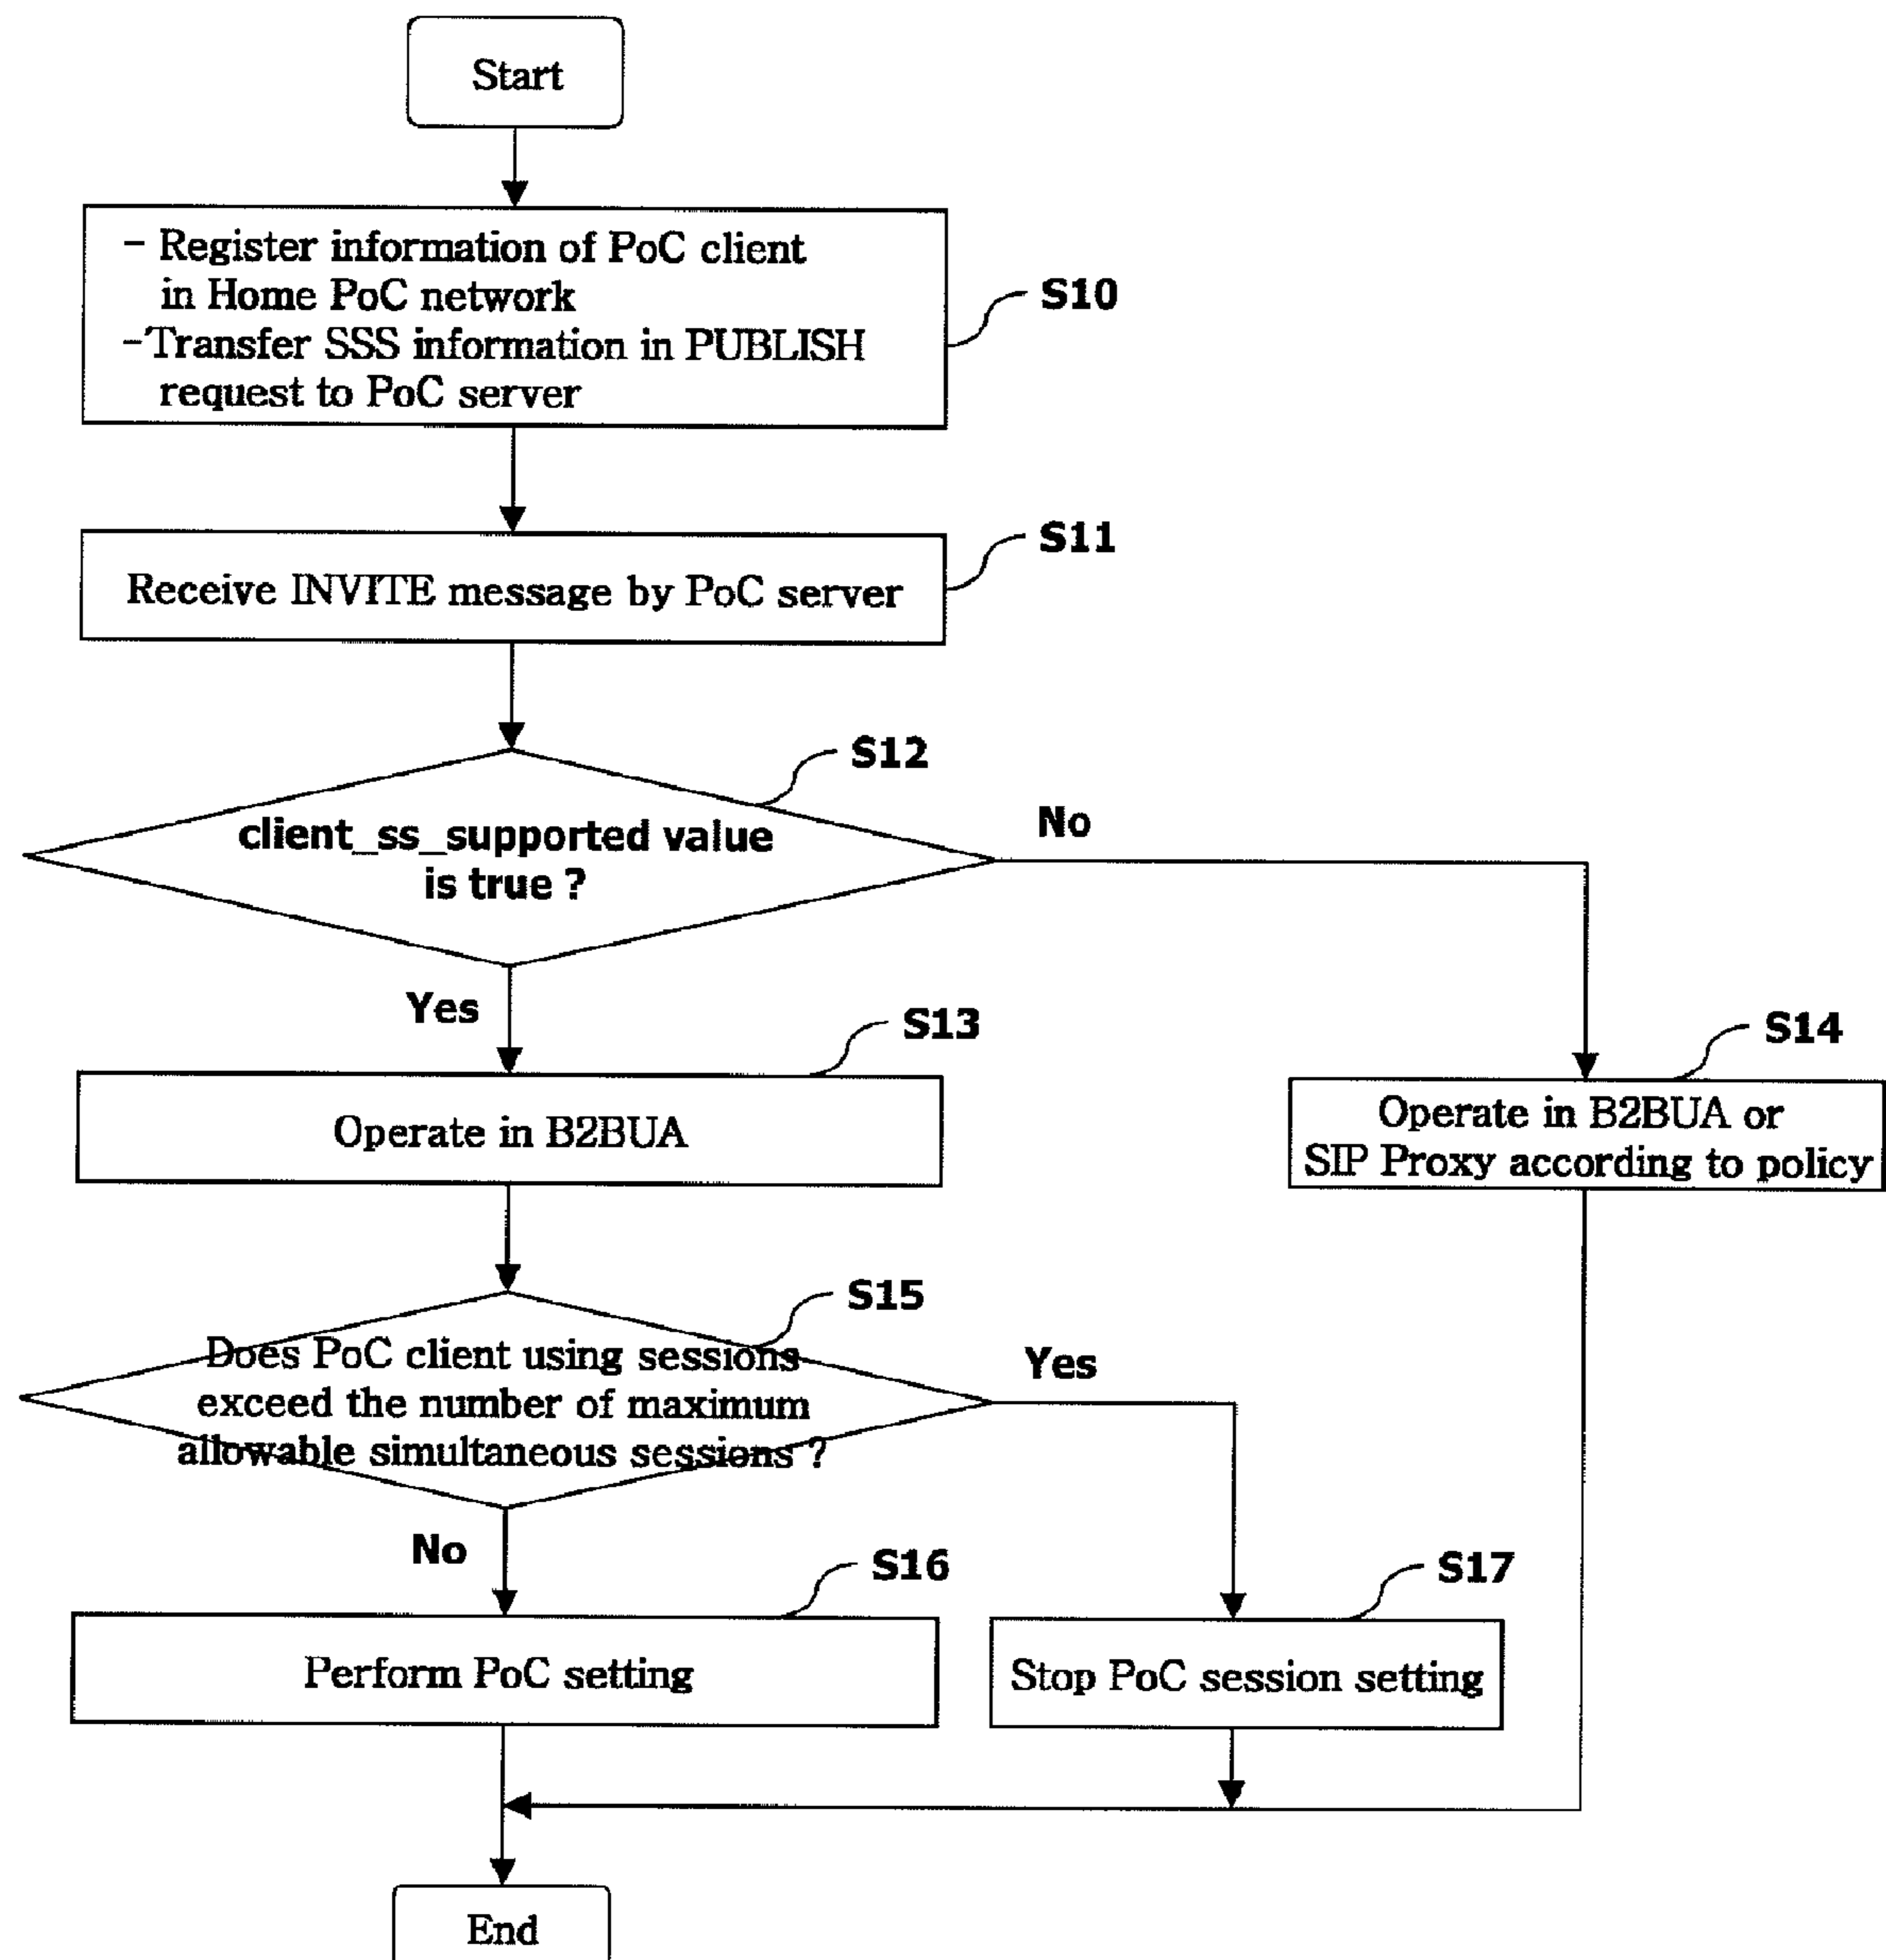 Start
- Register information of PoC client
in Home PoC network
-Transfer SSS information in PUBLISH
request to PoC server
S10
Receive INVITE message by PoC server
S11
S12
client_ss_supported value
is true ?
No
Yes
S13
S14
Operate in B2BUA
Operate in B2BUA or
SIP Proxy according to policy
S15
Does PoC client using sessions
exceed the number of maximum
allowable simultaneous sessions ?
Yes
No
S16
S17
Perform PoC setting
Stop PoC session setting
End